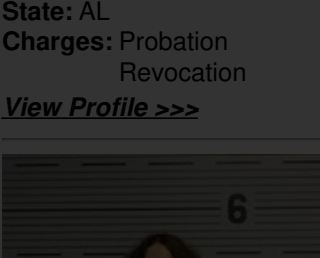 State: AL
Charges: Probation
Revocation
View Profile >>>
6